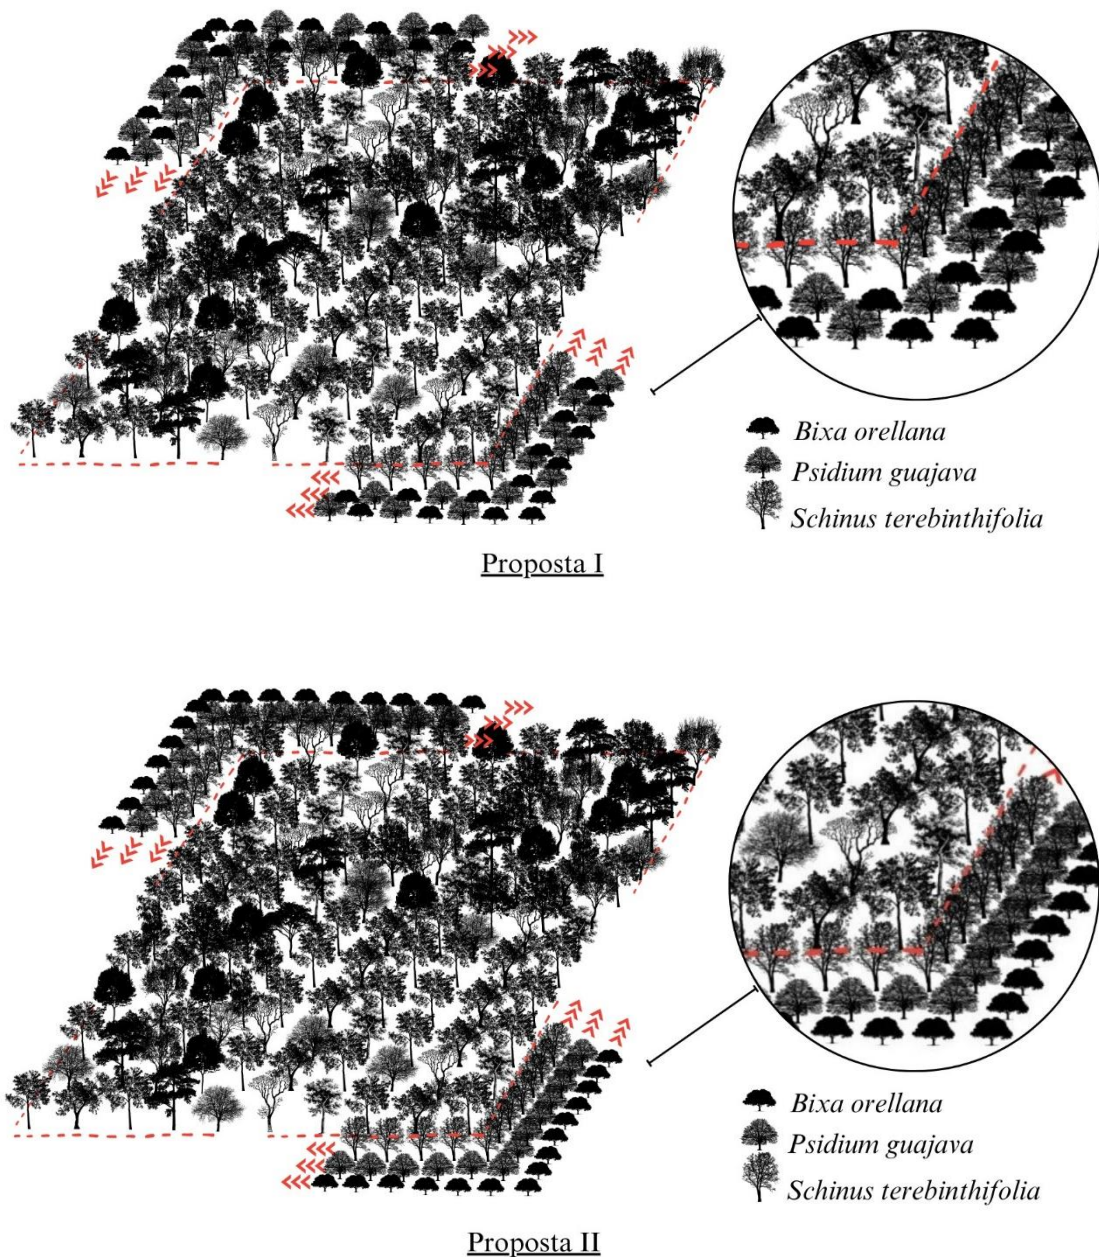 Bixa orellana
Psidium guajava
Schinus terebinthifolia
Proposta I
Bixa orellana
Psidium guajava
Schinus terebinthifolia
Proposta II